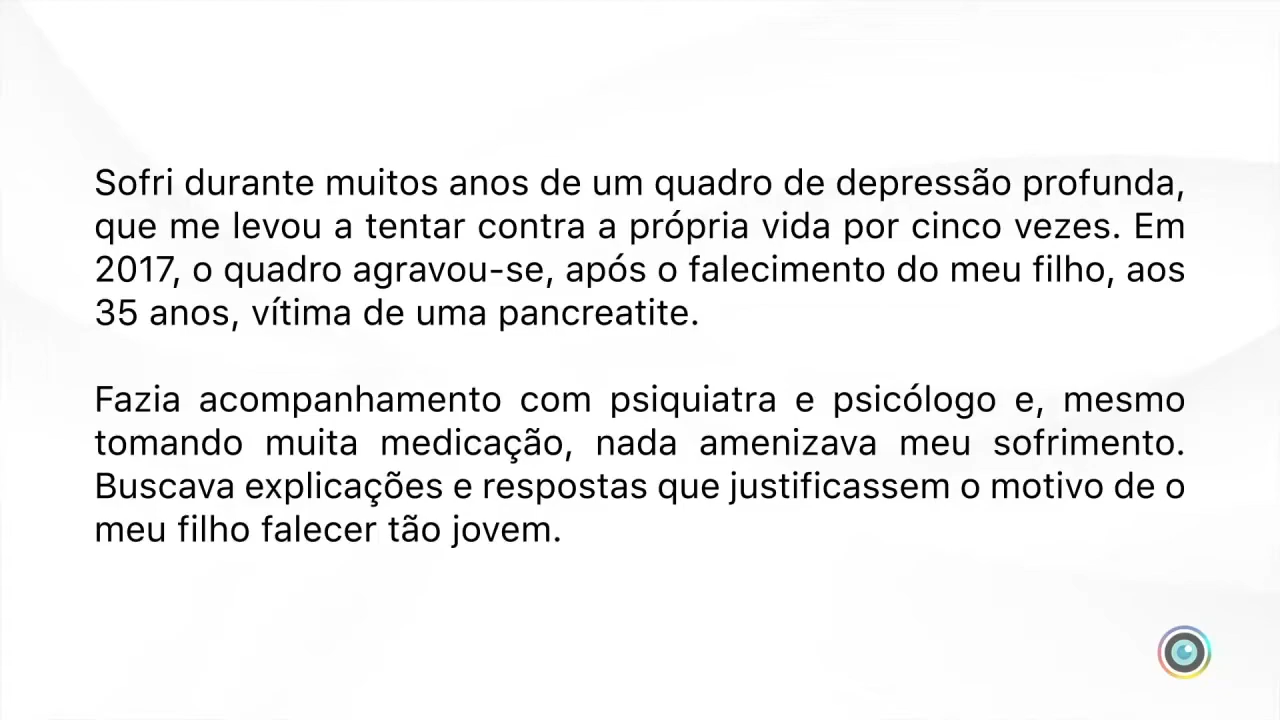 Sofri durante muitos anos de um quadro de depressão profunda,
que me levou a tentar contra a própria vida por cinco vezes. Em
2017, o quadro agravou-se, após o falecimento do meu filho, aos
35 anos, vítima de uma pancreatite.
Fazia acompanhamento com psiquiatra e psicólogo e, mesmo
tomando muita medicação, nada amenizava meu sofrimento.
Buscava explicações e respostas que justificassem o motivo de o
meu filho falecer tão jovem.